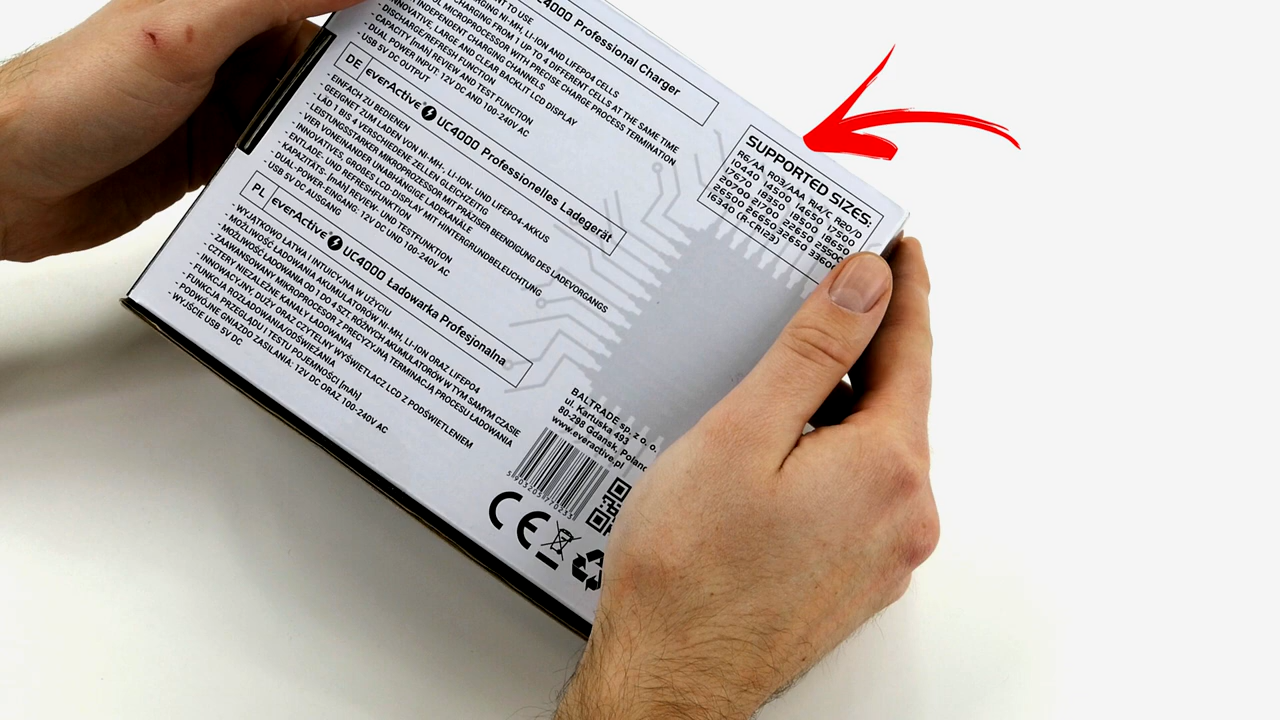 UC4000 Professional Charger
TO USE
NI-MH, LI-ION AND LIFEPO4 CELLS
CHARGING FROM 1 UP TO 4 DIFFERENT CELLS AT THE SAME TIME
MICROPROCESSOR WITH PRECISE CHARGE PROCESS TERMINATION
INDEPENDENT CHARGING CHANNELS
INNOVATIVE, LARGE AND CLEAR BACKLIT LCD DISPLAY
- DISCHARGE/REFRESH FUNCTION
- CAPACITY [mAh] REVIEW AND TEST FUNCTION
- DUAL POWER INPUT: 12V DC AND 100-240V AC
- USB 5V DC OUTPUT
DE everActive UC4000 Professionelles Ladegerät
- EINFACH ZU BEDIENEN
- GEEIGNET ZUM LADEN VON NI-MH-, LI-ION- UND LIFEPO4-AKKUS
- LÄD 1 BIS 4 VERSCHIEDENE ZELLEN GLEICHZEITIG
- LEISTUNGSSTARKER MIKROPROZESSOR MIT PRÄZISER BEENDIGUNG DES LADEVORGANGS
- VIER VONEINANDER UNABHÄNGIGE LADEKANÄLE
- INNOVATIVES, GROßES LCD-DISPLAY MIT HINTERGRUNDBELEUCHTUNG
- ENTLADE- UND REFRESHFUNKTION
- KAPAZITÄTS- [mAh] REVIEW- UND TESTFUNKTION
- DUAL-POWER-EINGANG: 12V DC UND 100-240V AC
- USB 5V DC AUSGANG
PL everActive UC4000 Ładowarka Profesjonalna
- WYJĄTKOWO ŁATWA I INTUICYJNA W UŻYCIU
- MOŻLIWOŚĆ ŁADOWANIA AKUMULATORÓW NI-MH, LI-ION ORAZ LIFEPO4
- MOŻLIWOŚĆ ŁADOWANIA OD 1 DO 4 SZT RÓŻNYCH AKUMULATORÓW W TYM SAMYM CZASIE
- ZAAWANSOWANY MIKROPROCESOR Z PRECYZYJNĄ TERMINACJĄ PROCESU ŁADOWANIA
- CZTERY NIEZALEŻNE KANAŁY ŁADOWANIA
- INNOWACYJNY, DUŻY ORAZ CZYTELNY WYŚWIETLACZ LCD Z PODŚWIETLENIEM
- FUNKCJA ROZŁADOWANIA/ODŚWIEŻANIA
- FUNKCJA PRZEGLĄDU I TESTU POJEMNOŚCI [mAh]
- PODWÓJNE GNIAZDO ZASILANIA: 12V DC ORAZ 100-240V AC
- WYJŚCIE USB 5V DC
SUPPORTED SIZES:
R6/AA R03/AAA R14/C R20/D
10440 14500 14650 17500
17670 18350 18500 18650
20700 21700 22650 25500
26500 26650 32650 33600
16340 (R-CR123)
BALTRADE sp. z o. o.
ul. Kartuska 493
80-298 Gdansk, Poland
www.everactive.pl
CE